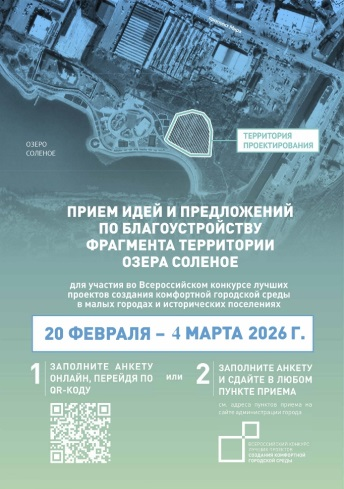 ОЗЕРО
СОЛЕНОЕ
ТЕРРИТОРИЯ
ПРОЕКТИРОВАНИЯ
ПРИЕМ ИДЕЙ И ПРЕДЛОЖЕНИЙ
ПО БЛАГОУСТРОЙСТВУ
ФРАГМЕНТА ТЕРРИТОРИИ
ОЗЕРА СОЛЕНОЕ
для участия во Всероссийском конкурсе лучших
проектов создания комфортной городской среды
в малых городах и исторических поселениях
20 ФЕВРАЛЯ – 4 МАРТА 2026 Г.
1 ЗАПОЛНИТЕ АНКЕТУ
ОНЛАЙН, ПЕРЕЙДЯ ПО
QR-КОДУ
или
2 ЗАПОЛНИТЕ АНКЕТУ
И СДАЙТЕ В ЛЮБОМ
ПУНКТЕ ПРИЕМА
см. адреса пунктов приема на
сайте администрации города
ВСЕРОССИЙСКИЙ КОНКУРС
ЛУЧШИХ ПРОЕКТОВ
СОЗДАНИЯ КОМФОРТНОЙ
ГОРОДСКОЙ СРЕДЫ